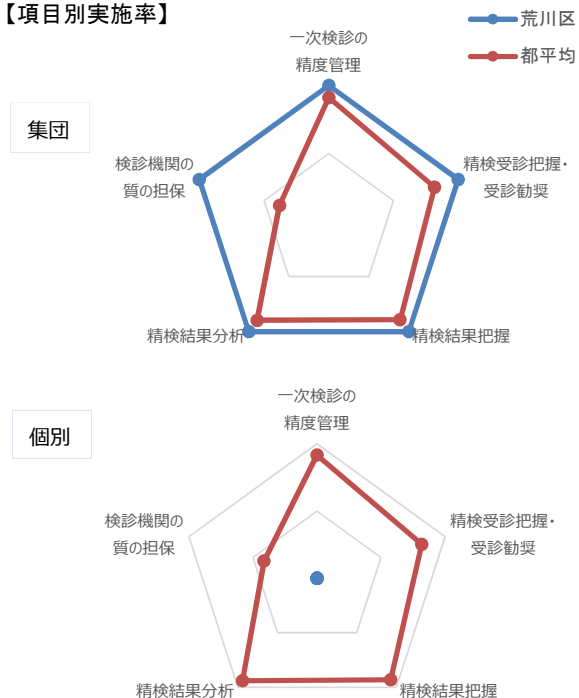 【項目別実施率】
荒川区
都平均
集団
一次検診の
精度管理
検診機関の
質の担保
精検受診把握・
受診勧奨
精検結果分析
精検結果把握
個別
一次検診の
精度管理
検診機関の
質の担保
精検受診把握・
受診勧奨
精検結果分析
精検結果把握